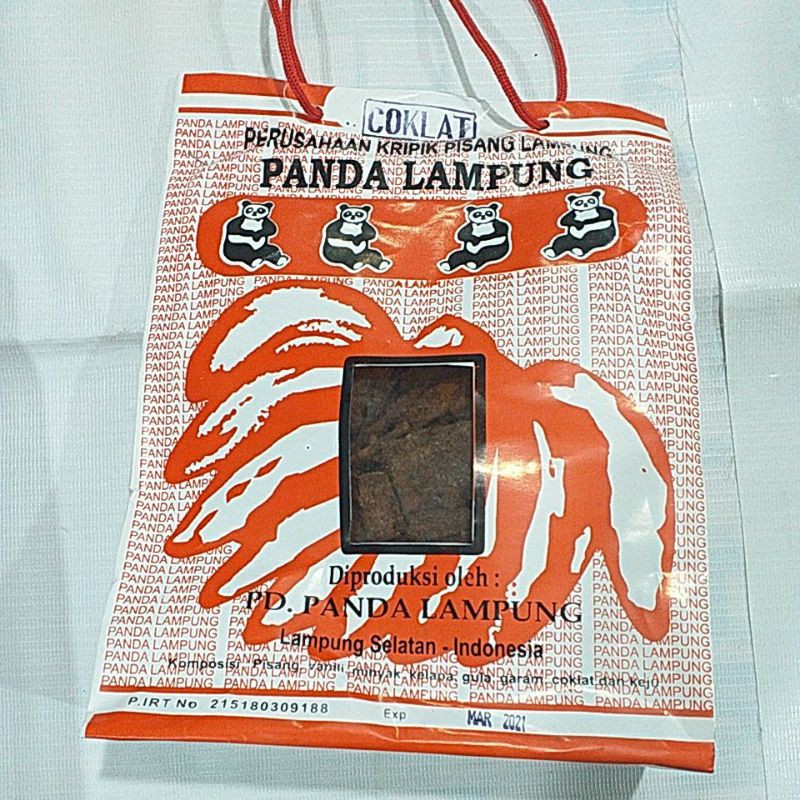 COKLAT
PERUSAHAAN KRIPIK PISANG LAMPUNG
PANDA LAMPUNG
Diproduksi oleh :
PD. PANDA LAMPUNG
Lampung Selatan - Indonesia
Komposisi Pisang, vanili, minyak kelapa, gula, garam, coklat dan keju
P.IRT No 215180309188 Exp MAR 2021